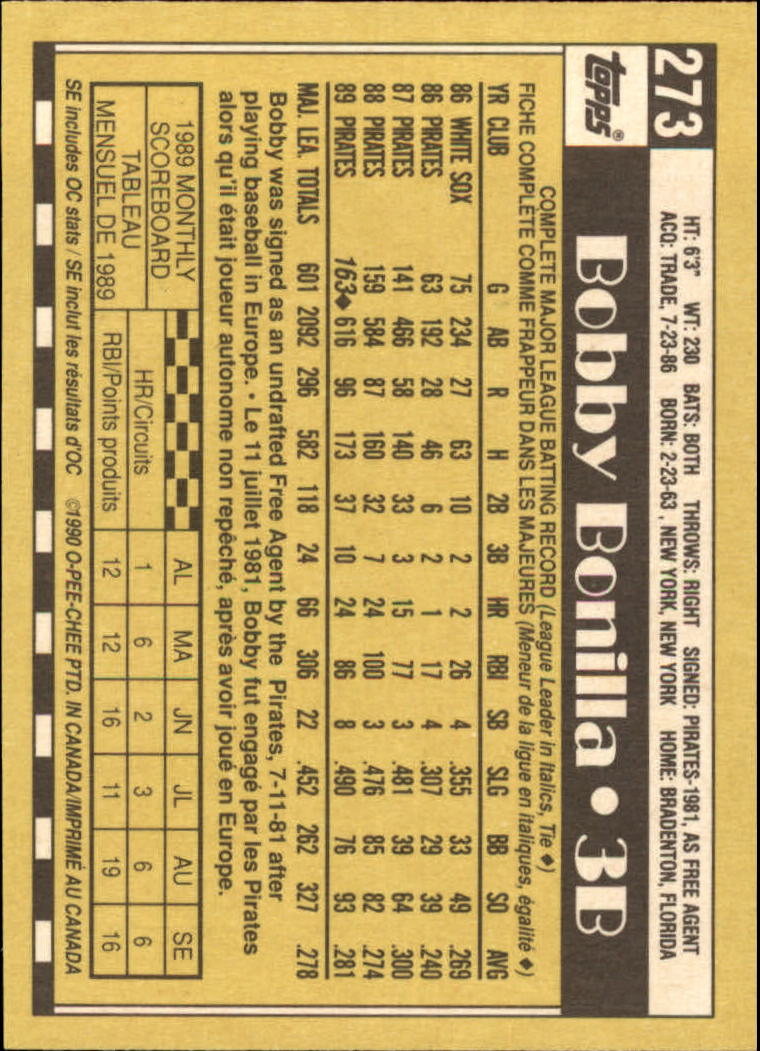 273
HT: 6'3" WT: 230 BATS: BOTH THROWS: RIGHT SIGNED: PIRATES-1981, AS FREE AGENT
ACQ: TRADE, 7-23-86 BORN: 2-23-63 , NEW YORK, NEW YORK HOME: BRADENTON, FLORIDA
topps®
Bobby Bonilla • 3B
COMPLETE MAJOR LEAGUE BATTING RECORD (League Leader in Italics, Tie ◆)
FICHE COMPLETE COMME FRAPPEUR DANS LES MAJEURES (Meneur de la ligue en italiques, égalité ◆)
YR CLUB G AB R H 2B 3B HR RBI SB SLG BB SO AVG
86 WHITE SOX 75 234 27 63 10 2 2 26 4 .355 33 49 .269
86 PIRATES 63 192 28 46 6 2 1 17 4 .307 29 39 .240
87 PIRATES 141 466 58 140 33 3 15 77 3 .481 39 64 .300
88 PIRATES 159 584 87 160 32 7 24 100 3 .476 85 82 .274
89 PIRATES 163◆ 616 96 173 37 10 24 86 8 .490 76 93 .281
MAJ. LEA. TOTALS 601 2092 296 582 118 24 66 306 22 .452 262 327 .278
Bobby was signed as an undrafted Free Agent by the Pirates, 7-11-81 after
playing baseball in Europe. • Le 11 juillet 1981, Bobby fut engagé par les Pirates
alors qu'il était joueur autonome non repêché, après avoir joué en Europe.
1989 MONTHLY
SCOREBOARD
TABLEAU
MENSUEL DE 1989
AL MA JN JL AU SE
HR/Circuits 1 6 2 3 6 6
RBI/Points produits 12 12 16 11 19 16
SE includes OC stats / SE inclut les résultats d'OC ©1990 O-PEE-CHEE PTD. IN CANADA/IMPRIMÉ AU CANADA